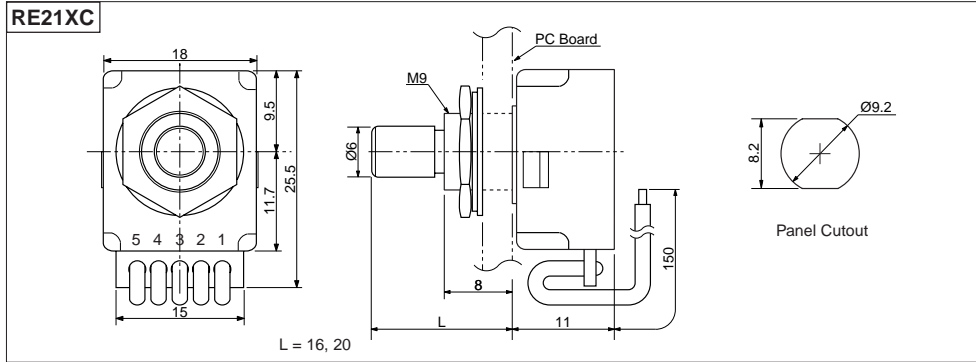 RE21XC
18
9.5
25.5
11.7
5 4 3 2 1
15
L = 16, 20
PC Board
M9
Ø6
8
L
11
150
Ø9.2
8.2
Panel Cutout